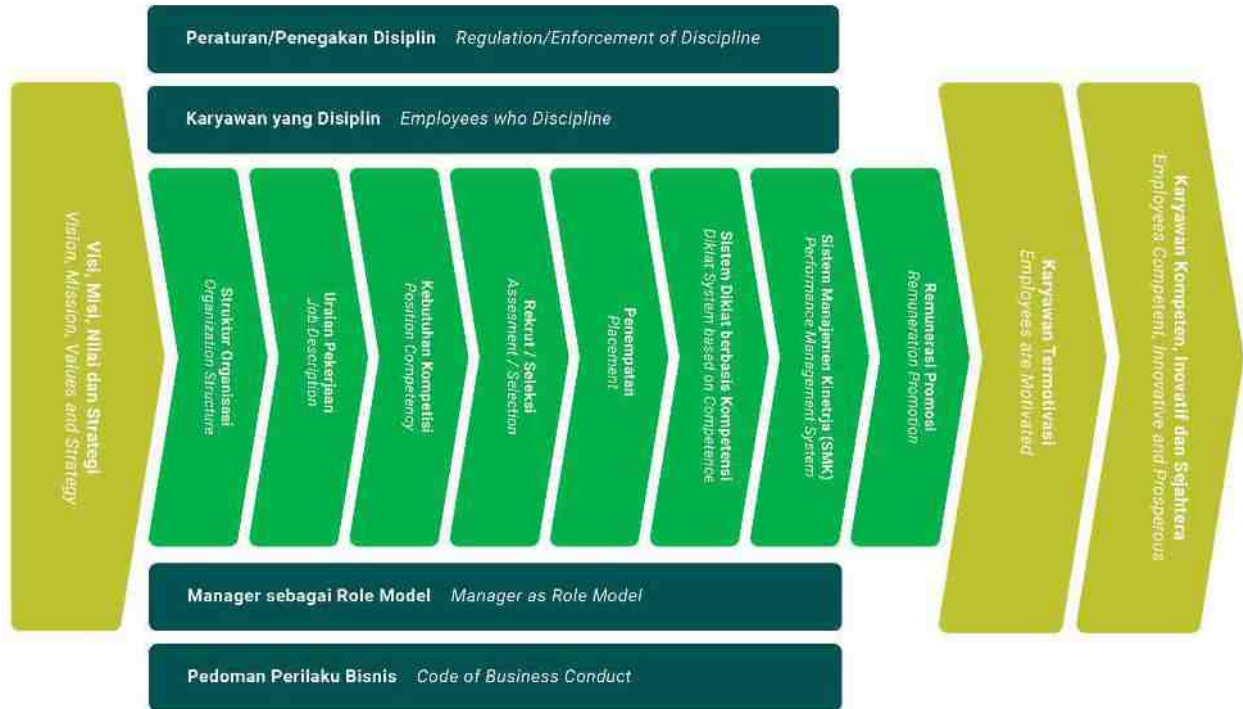 Peraturan/Penegakan Disiplin Regulation/Enforcement of Discipline
Karyawan yang Disiplin Employees who Discipline
Visi, Misi, Nilai dan Strategi
Vision, Mission, Values and Strategy
Struktur Organisasi
Organization Structure
Uraian Pekerjaan
Job Description
Kebutuhan Kompetisi
Position Competency
Rekrut / Seleksi
Assesment / Selection
Penempatan
Placement
Sistem Diklat berbasis Kompetensi
Diklat System based on Competence
Sistem Manajemen Kinetrja (SMK)
Performance Management System
Remunerasi Promosi
Remuneration Promotion
Karyawan Termotivasi
Employees are Motivated
Karyawan Kompeten, Inovatif dan Sejahtera
Employees Competent, Innovative and Prosperous
Manager sebagai Role Model Manager as Role Model
Pedoman Perilaku Bisnis Code of Business Conduct